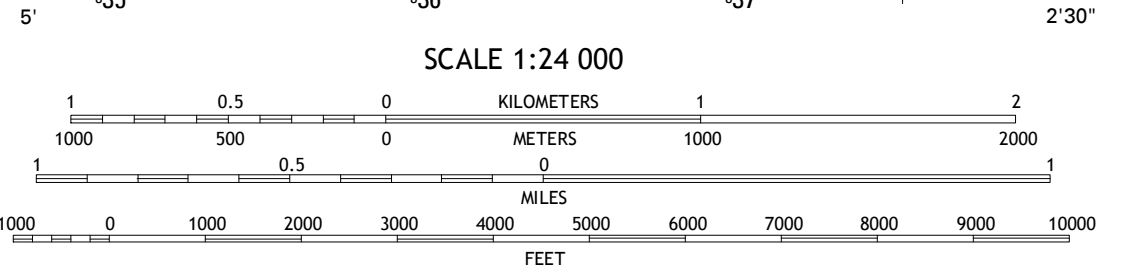 5' 2'30"
SCALE 1:24 000
1 0.5 0 KILOMETERS 1 2
1000 500 0 METERS 1000 2000
1 0.5 0 1
MILES
1000 0 1000 2000 3000 4000 5000 6000 7000 8000 9000 10000
FEET